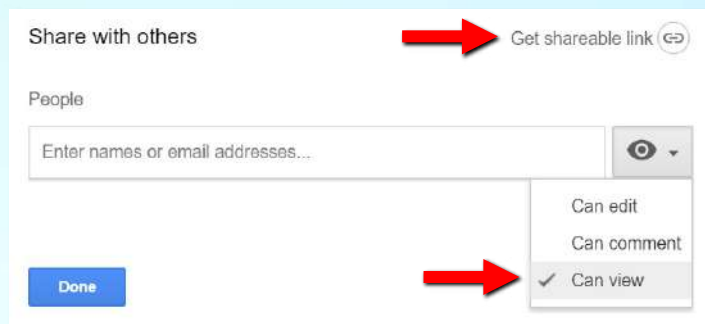 Share with others
Get shareable link
People
Enter names or email addresses...
Can edit
Can comment
Can view
Done